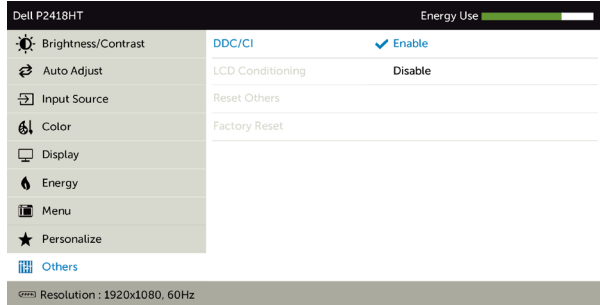 Dell P2418HT
Energy Use
Brightness/Contrast
DDC/CI
Enable
Auto Adjust
LCD Conditioning
Disable
Input Source
Reset Others
Color
Factory Reset
Display
Energy
Menu
Personalize
Others
Resolution : 1920x1080, 60Hz